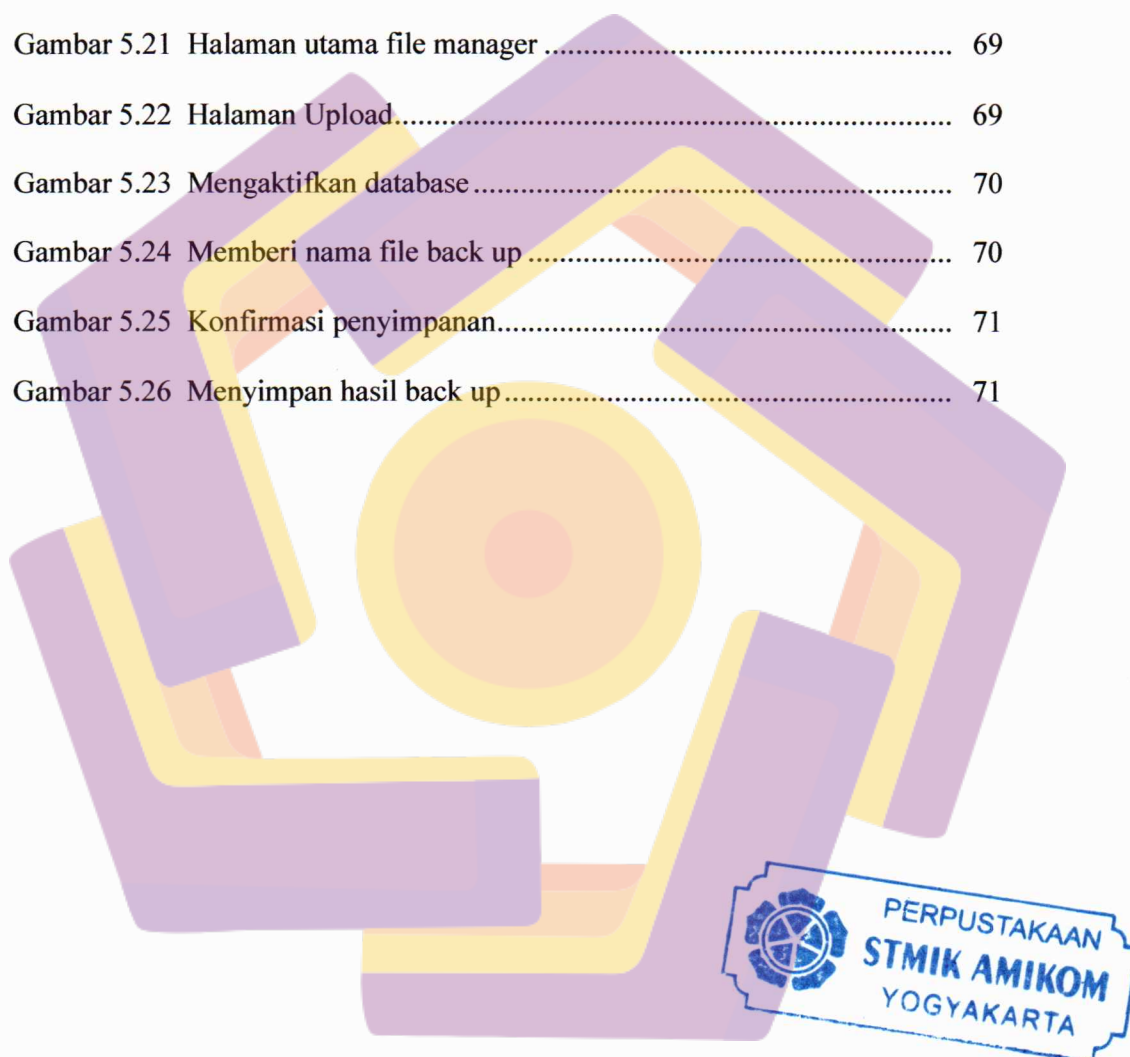 Gambar 5.21 Halaman utama file manager ................................................... 69
Gambar 5.22 Halaman Upload....................................................................... 69
Gambar 5.23 Mengaktifkan database ............................................................. 70
Gambar 5.24 Memberi nama file back up ...................................................... 70
Gambar 5.25 Konfirmasi penyimpanan.......................................................... 71
Gambar 5.26 Menyimpan hasil back up ......................................................... 71
PERPUSTAKAAN
STMIK AMIKOM
YOGYAKARTA